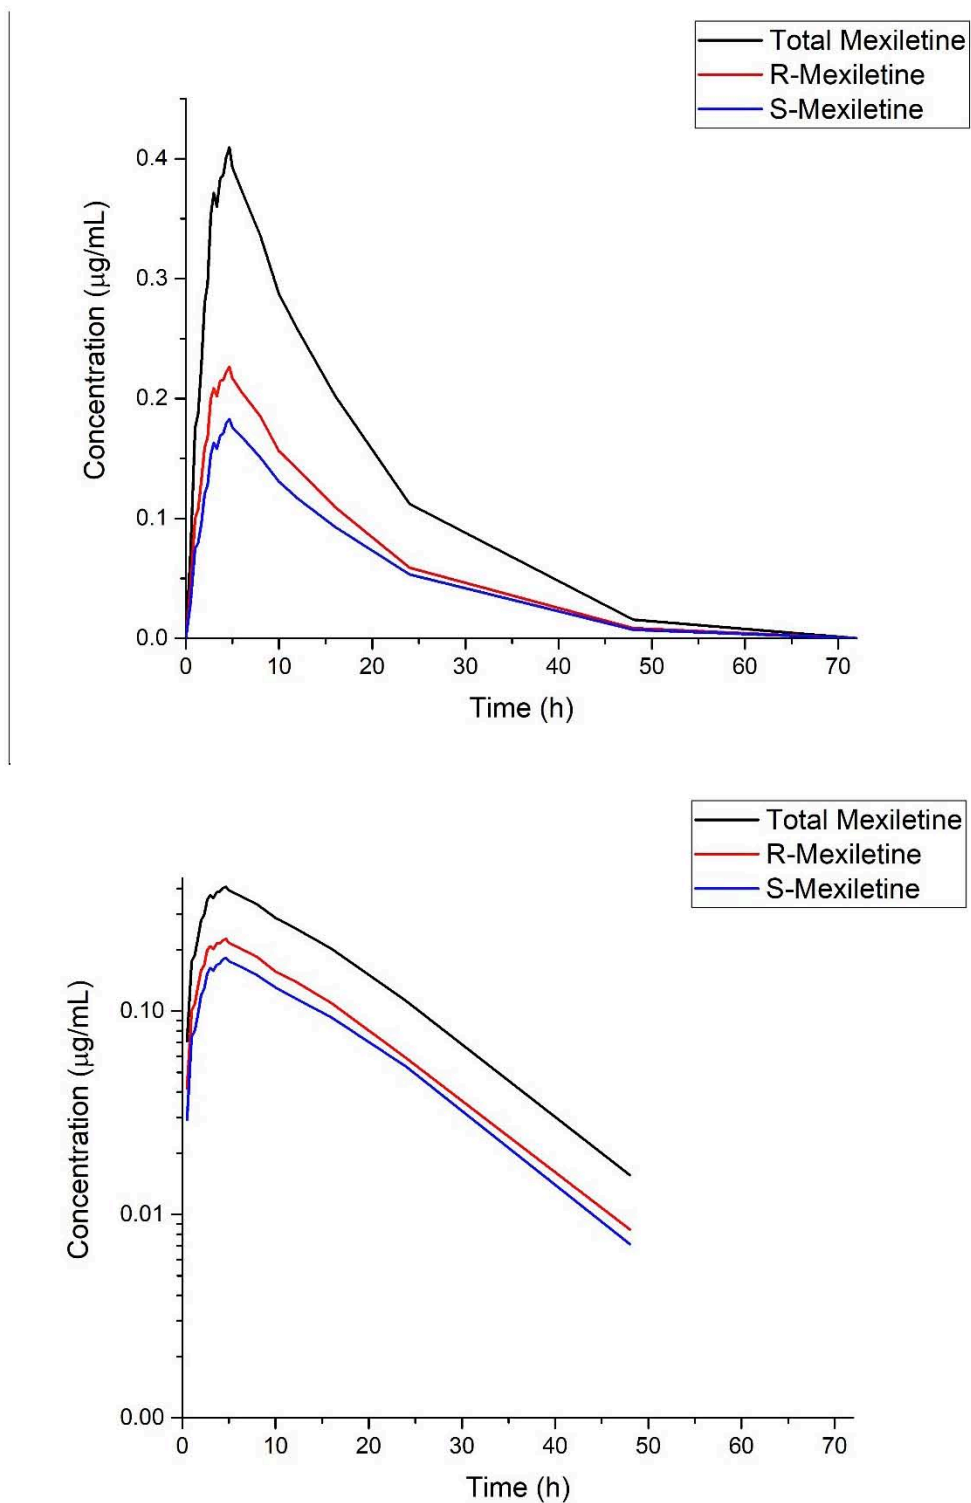 Total Mexiletine
R-Mexiletine
S-Mexiletine
0.4
0.3
0.2
0.1
0.0
Concentration (μg/mL)
0 10 20 30 40 50 60 70
Time (h)
Total Mexiletine
R-Mexiletine
S-Mexiletine
0.10
0.01
0.00
Concentration (μg/mL)
0 10 20 30 40 50 60 70
Time (h)